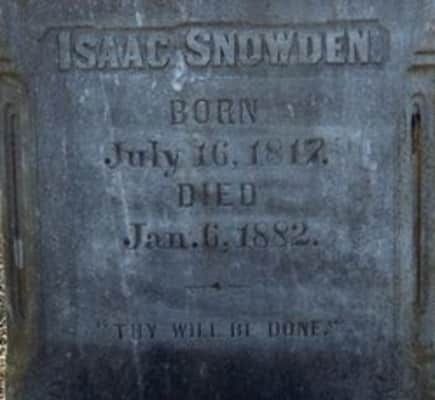 ISAAC SNOWDEN.
BORN
July 16, 1817.
DIED
Jan. 6, 1882.
"THY WILL BE DONE."